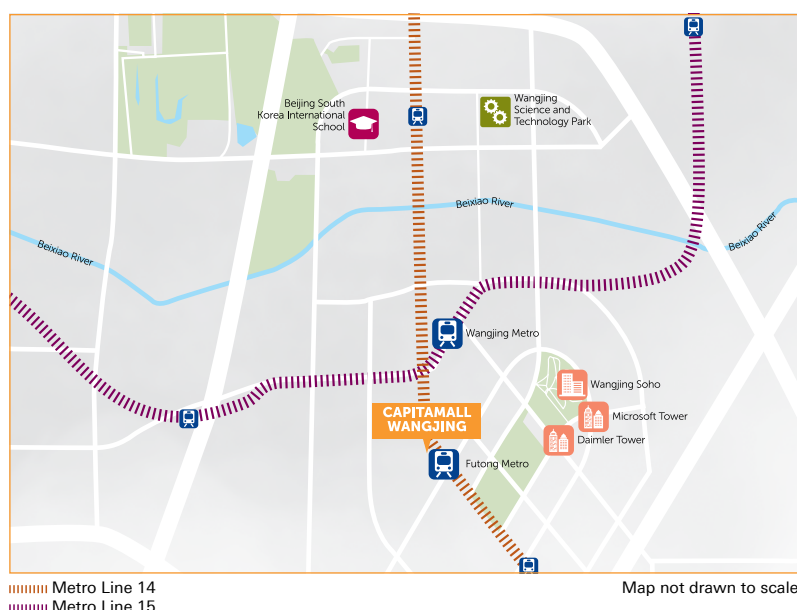 Beijing South
Korea International
School
Wangjing
Science and
Technology Park
Beixiao River
Beixiao River
Beixiao River
Wangjing Metro
Wangjing Soho
CAPITAMALL
WANGJING
Microsoft Tower
Daimler Tower
Futong Metro
Metro Line 14
Map not drawn to scale
Metro Line 15